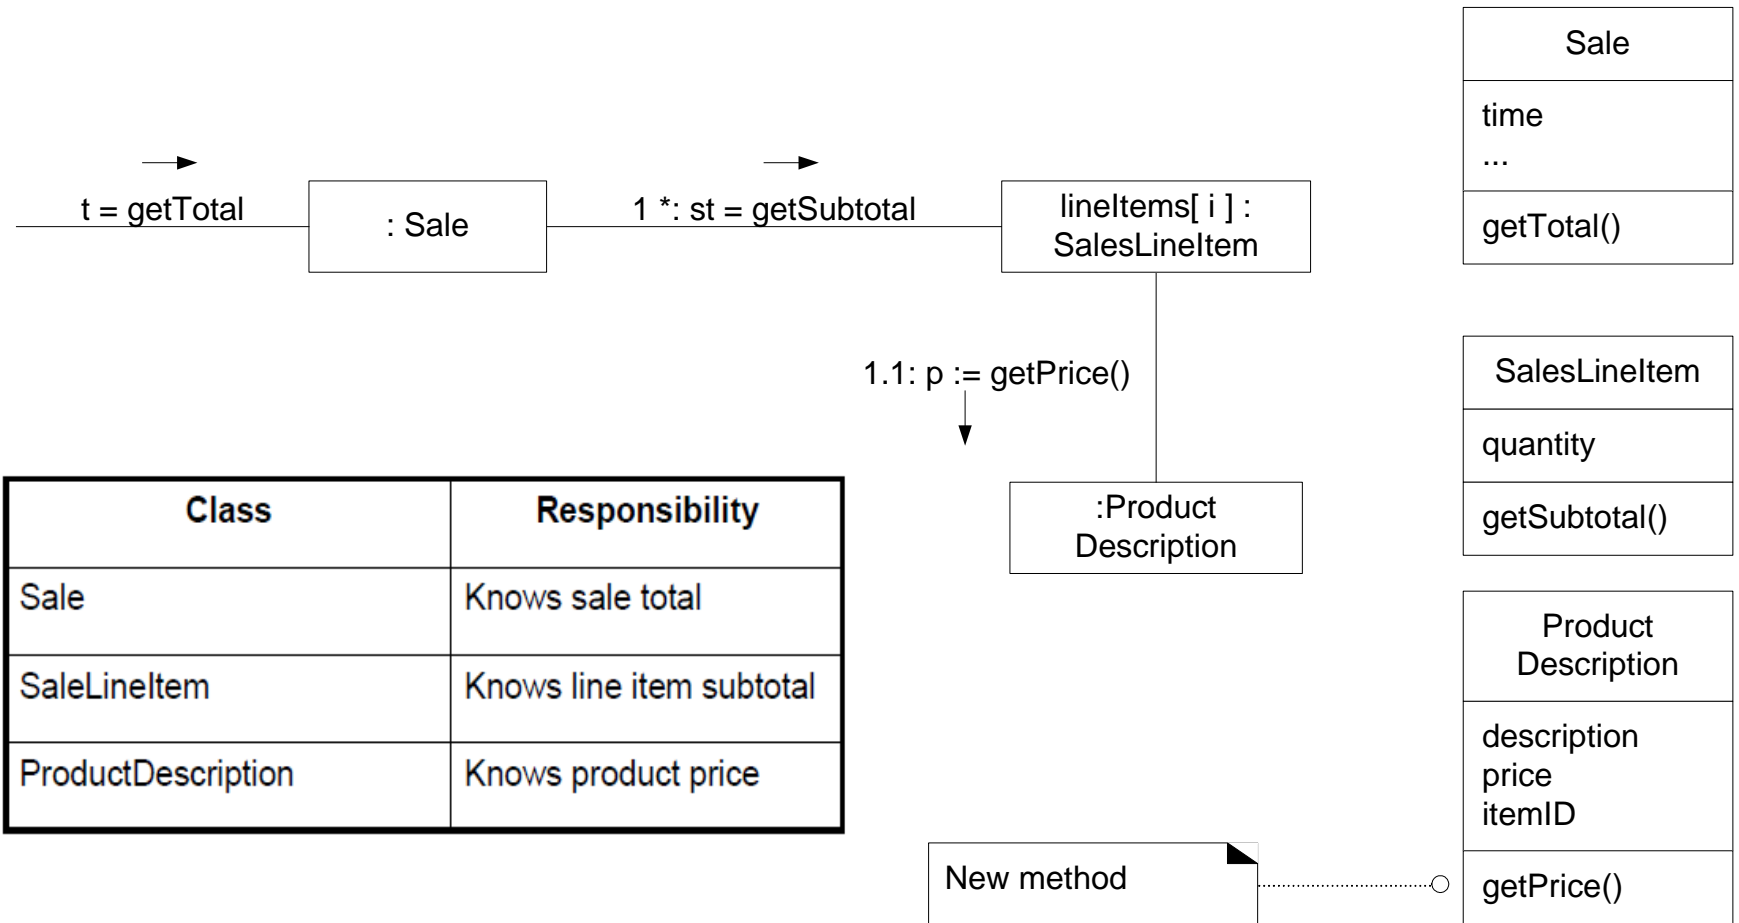 t = getTotal
: Sale
1 *: st = getSubtotal
lineItems[ i ] :
SalesLineItem
1.1: p := getPrice()
:Product
Description
Class Responsibility
Sale Knows sale total
SaleLineItem Knows line item subtotal
ProductDescription Knows product price
New method
Sale
time
...
getTotal()
SalesLineItem
quantity
getSubtotal()
Product
Description
description
price
itemID
getPrice()